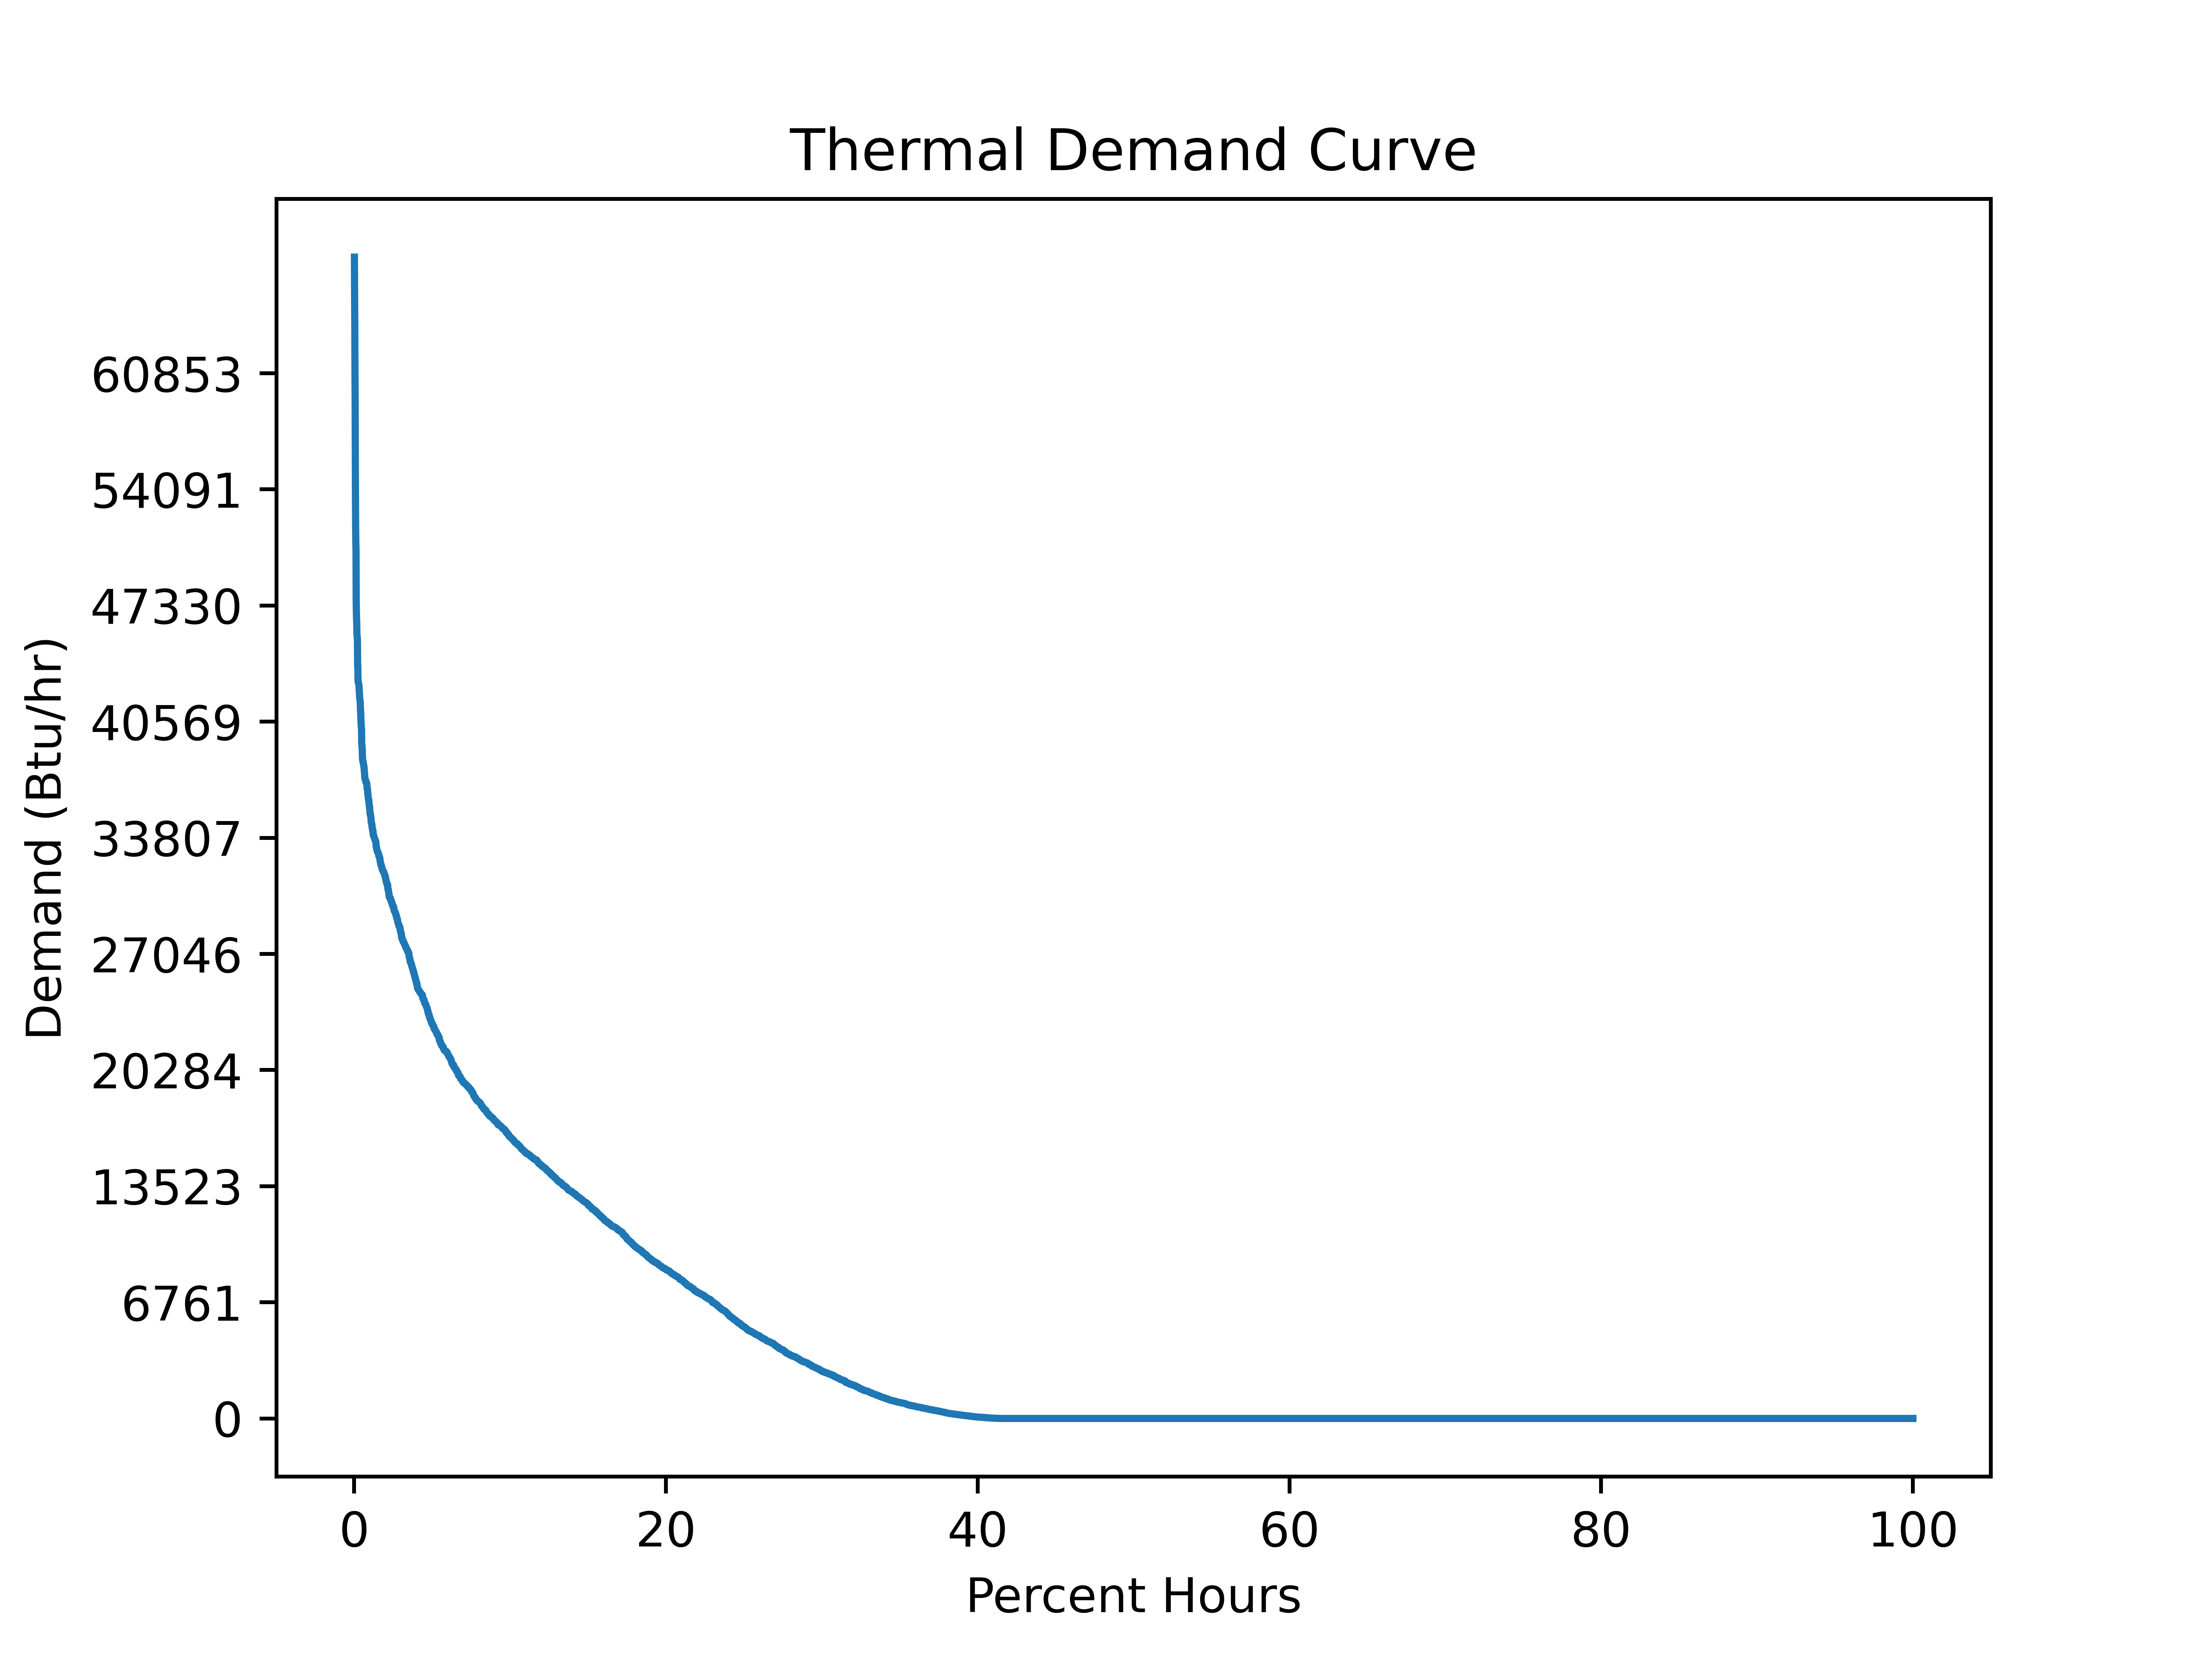 Thermal Demand Curve
Demand (Btu/hr)
60853
54091
47330
40569
33807
27046
20284
13523
6761
0
0 20 40 60 80 100
Percent Hours